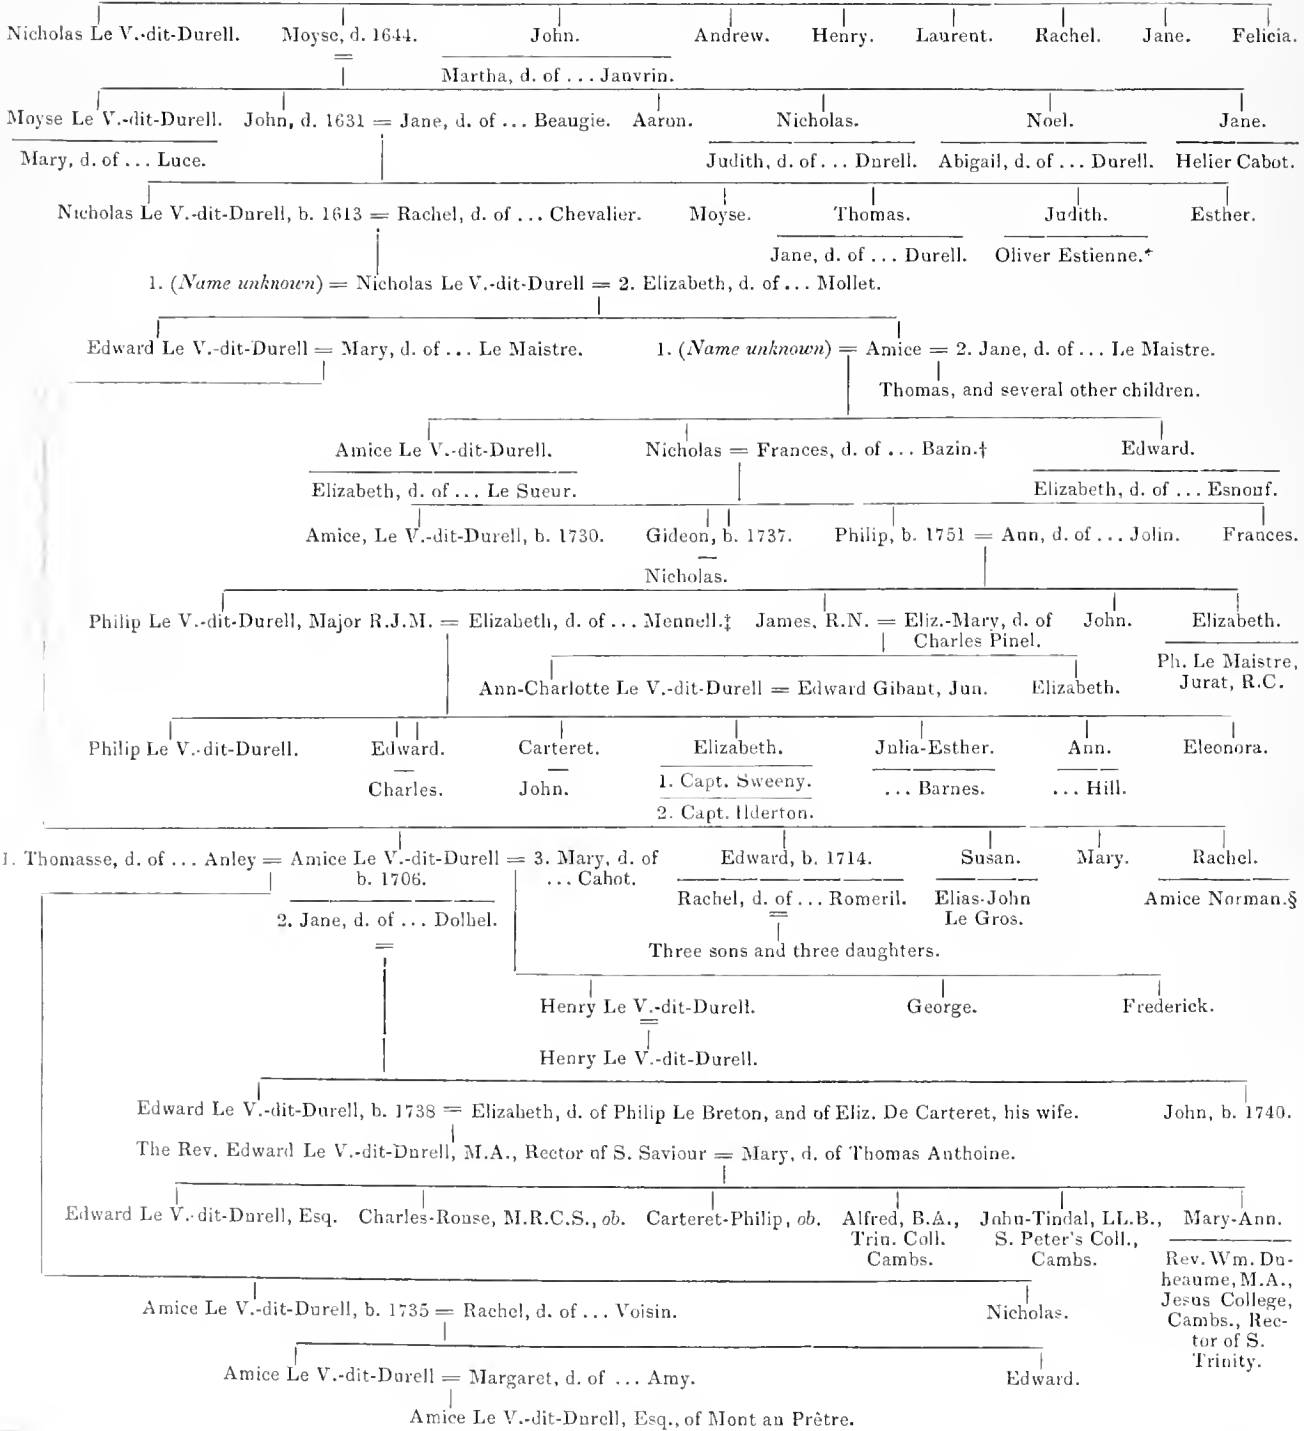 Nicholas Le V.-dit-Durell. Moyse, d. 1644. John. Andrew. Henry. Laurent. Rachel. Jane. Felicia.
Martha, d. of ... Janvrin.
Moyse Le V.-dit-Durell. John, d. 1631 = Jane, d. of ... Beaugie. Aaron. Nicholas. Noel. Jane.
Mary, d. of ... Luce. Judith, d. of ... Durell. Abigail, d. of ... Durell. Helier Cabot.
Nicholas Le V.-dit-Durell, b. 1613 = Rachel, d. of ... Chevalier. Moyse. Thomas. Judith. Esther.
Jane, d. of ... Durell. Oliver Estienne.*
1. (Name unknown) = Nicholas Le V.-dit-Durell = 2. Elizabeth, d. of ... Mollet.
Edward Le V.-dit-Durell = Mary, d. of ... Le Maistre. 1. (Name unknown) = Amice = 2. Jane, d. of ... Le Maistre.
Thomas, and several other children.
Amice Le V.-dit-Durell. Nicholas = Frances, d. of ... Bazin.† Edward.
Elizabeth, d. of ... Le Sueur. Elizabeth, d. of ... Esnouf.
Amice, Le V.-dit-Durell, b. 1730. Gideon, b. 1737. Philip, b. 1751 = Ann, d. of ... Jolin. Frances.
Nicholas.
Philip Le V.-dit-Durell, Major R.J.M. = Elizabeth, d. of ... Mennell.‡ James, R.N. = Eliz.-Mary, d. of John. Elizabeth.
Charles Pinel.
Ph. Le Maistre,
Jurat, R.C.
Ann-Charlotte Le V.-dit-Durell = Edward Gibaut, Jun. Elizabeth.
Philip Le V.-dit-Durell. Edward. Carteret. Elizabeth. Julia-Esther. Ann. Eleonora.
Charles. John. 1. Capt. Sweeny. ... Barnes. ... Hill.
2. Capt. Ilderton.
1. Thomasse, d. of ... Anley = Amice Le V.-dit-Durell = 3. Mary, d. of Edward, b. 1714. Susan. Mary. Rachel.
b. 1706. ... Cabot.
2. Jane, d. of ... Dolbel. Rachel, d. of ... Romeril. Elias-John Amice Norman.§
Le Gros.
Three sons and three daughters.
Henry Le V.-dit-Durell. George. Frederick.
Henry Le V.-dit-Durell.
Edward Le V.-dit-Durell, b. 1738 = Elizabeth, d. of Philip Le Breton, and of Eliz. De Carteret, his wife. John, b. 1740.
The Rev. Edward Le V.-dit-Durell, M.A., Rector of S. Saviour = Mary, d. of Thomas Anthoine.
Edward Le V.-dit-Durell, Esq. Charles-Rouse, M.R.C.S., ob. Carteret-Philip, ob. Alfred, B.A., John-Tindal, LL.B., Mary-Ann.
Trin. Coll. S. Peter's Coll.,
Cambs. Cambs.
Rev. Wm. Du-
heaume, M.A.,
Jesus College,
Cambs., Rec-
tor of S.
Trinity.
Amice Le V.-dit-Durell, b. 1735 = Rachel, d. of ... Voisin. Nicholas.
Amice Le V.-dit-Durell = Margaret, d. of ... Amy. Edward.
Amice Le V.-dit-Durell, Esq., of Mont au Prêtre.